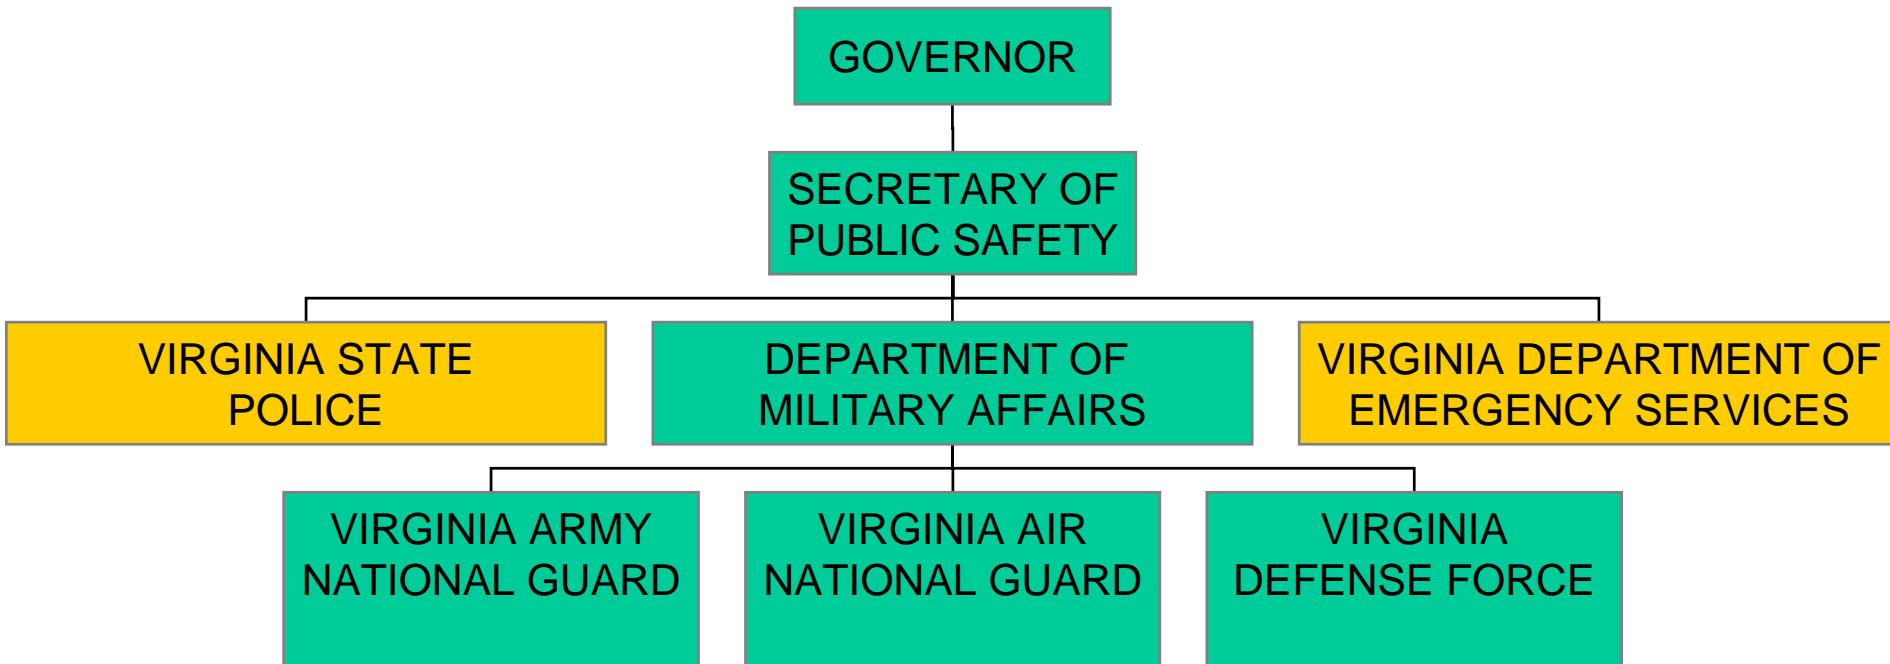 GOVERNOR
SECRETARY OF
PUBLIC SAFETY
VIRGINIA STATE
POLICE
DEPARTMENT OF
MILITARY AFFAIRS
VIRGINIA DEPARTMENT OF
EMERGENCY SERVICES
VIRGINIA ARMY
NATIONAL GUARD
VIRGINIA AIR
NATIONAL GUARD
VIRGINIA
DEFENSE FORCE